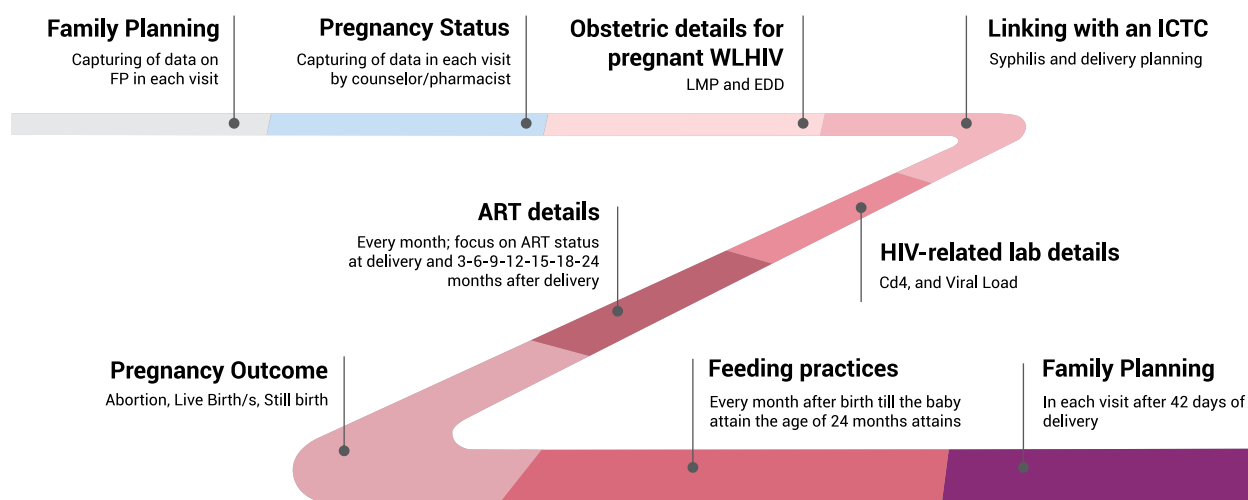 Family Planning
Capturing of data on
FP in each visit
Pregnancy Status
Capturing of data in each visit
by counselor/pharmacist
Obstetric details for
pregnant WLHIV
LMP and EDD
Linking with an ICTC
Syphilis and delivery planning
HIV-related lab details
Cd4, and Viral Load
ART details
Every month; focus on ART status
at delivery and 3-6-9-12-15-18-24
months after delivery
Pregnancy Outcome
Abortion, Live Birth/s, Still birth
Feeding practices
Every month after birth till the baby
attain the age of 24 months attains
Family Planning
In each visit after 42 days of
delivery